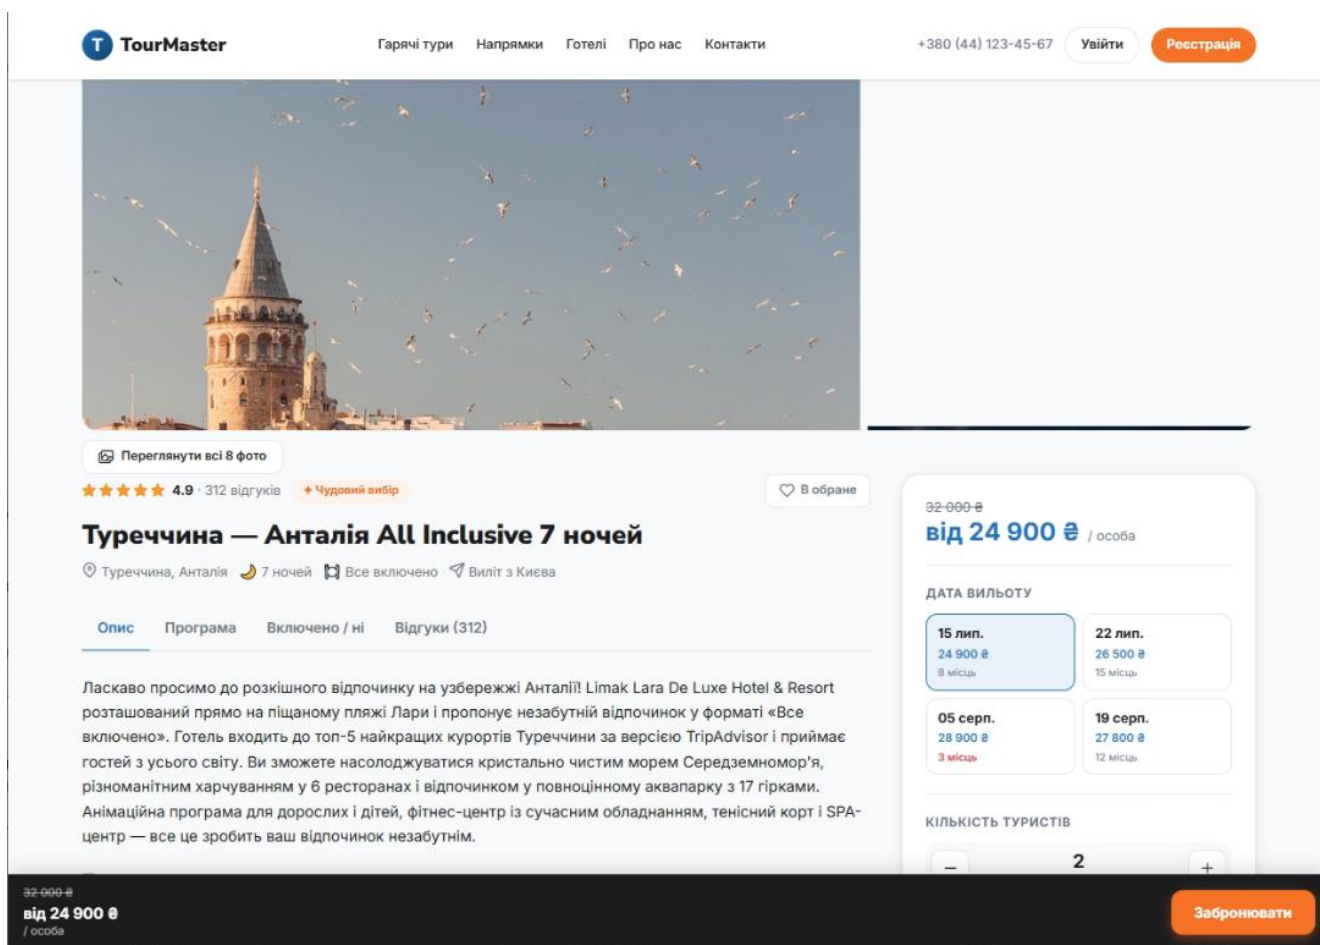 T TourMaster
Гарячі тури Напрямки Готелі Про нас Контакти
+380 (44) 123-45-67 Увійти Реєстрація
Переглянути всі 8 фото
4.9 · 312 відгуків
✦ Чудовий вибір
В обране
Туреччина — Анталія All Inclusive 7 ночей
Туреччина, Анталія 7 ночей Все включено Виліт з Києва
Опис Програма Включено / ні Відгуки (312)
Ласкаво просимо до розкішного відпочинку на узбережжі Анталії! Limak Lara De Luxe Hotel & Resort
розташований прямо на піщаному пляжі Лари і пропонує незабутній відпочинок у форматі «Все
включено». Готель входить до топ-5 найкращих курортів Туреччини за версією TripAdvisor і приймає
гостей з усього світу. Ви зможете насолоджуватися кристально чистим морем Середземномор'я,
різноманітним харчуванням у 6 ресторанах і відпочинком у повноцінному аквапарку з 17 гірками.
Анімаційна програма для дорослих і дітей, фітнес-центр із сучасним обладнанням, тенісний корт і SPA-
центр — все це зробить ваш відпочинок незабутнім.
32 000 ₴
від 24 900 ₴ / особа
ДАТА ВИЛЬОТУ
15 лип.
24 900 ₴
8 місць
22 лип.
26 500 ₴
15 місць
05 серп.
28 900 ₴
3 місць
19 серп.
27 800 ₴
12 місць
КІЛЬКІСТЬ ТУРИСТІВ
− 2 +
32 000 ₴
від 24 900 ₴
/ особа
Забронювати